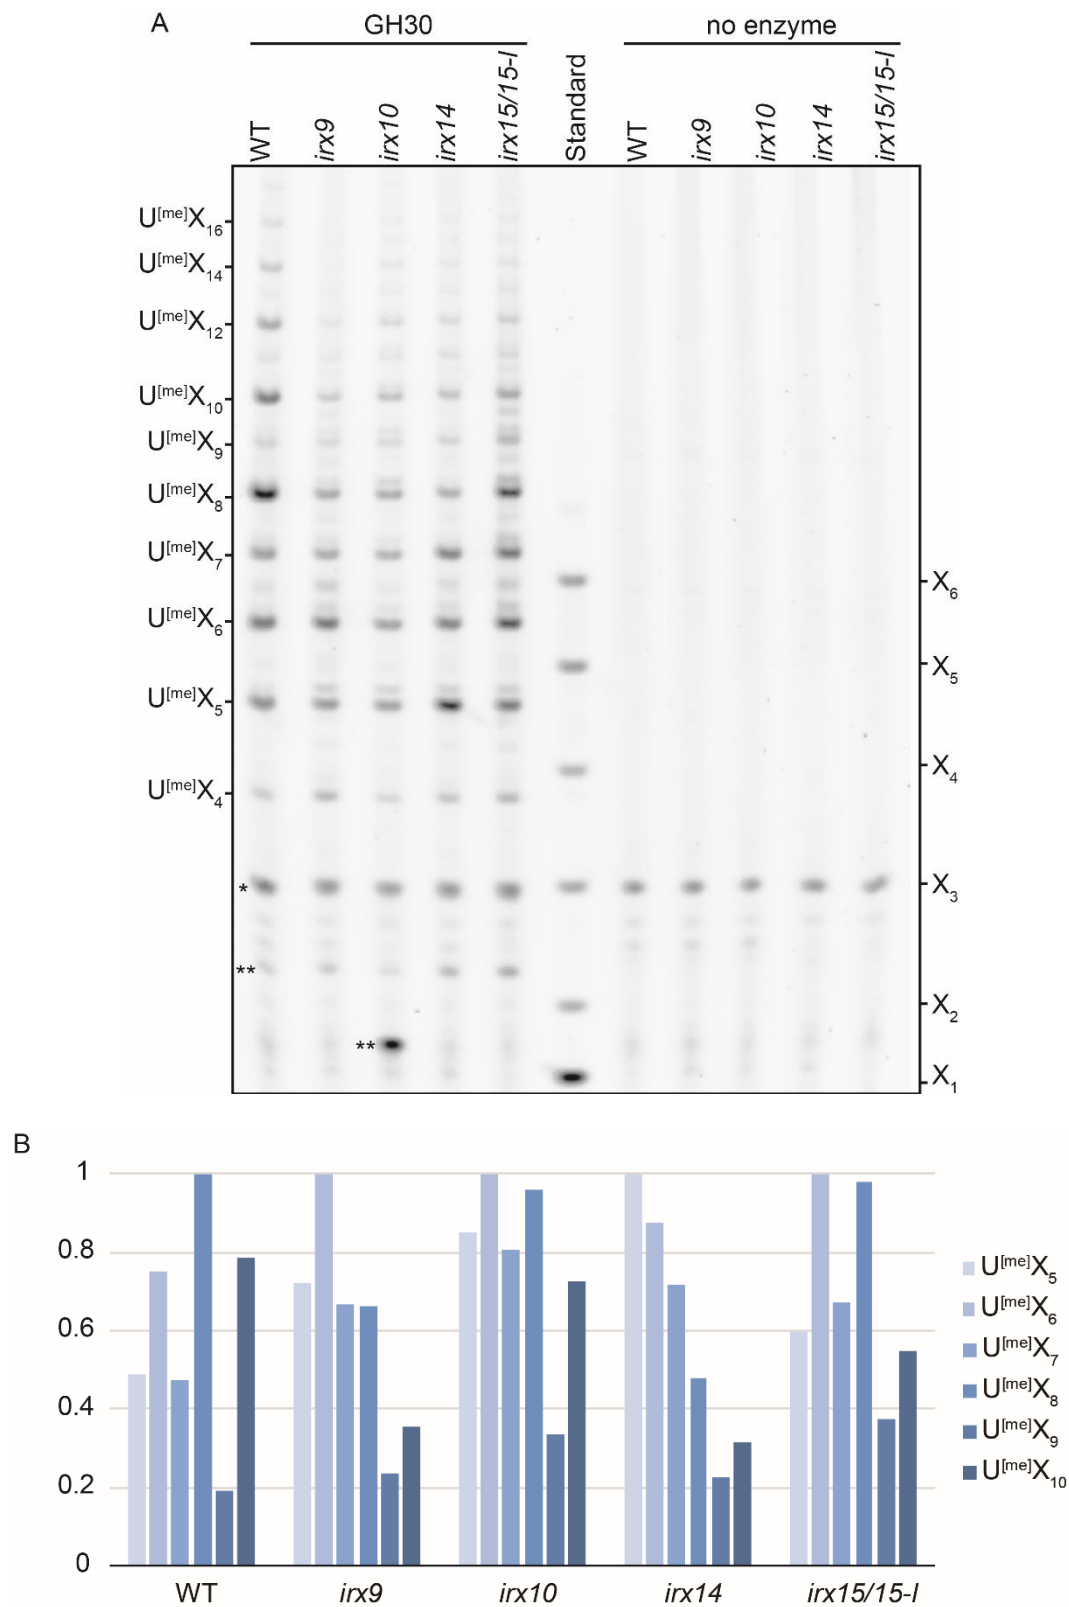 A
GH30
no enzyme
WT
irx9
irx10
irx14
irx15/15-l
Standard
WT
irx9
irx10
irx14
irx15/15-l
U[me]X16
U[me]X14
U[me]X12
U[me]X10
U[me]X9
U[me]X8
U[me]X7
U[me]X6
U[me]X5
U[me]X4
*
**
**
X6
X5
X4
X3
X2
X1
B
1
0.8
0.6
0.4
0.2
0
WT
irx9
irx10
irx14
irx15/15-l
U[me]X5
U[me]X6
U[me]X7
U[me]X8
U[me]X9
U[me]X10